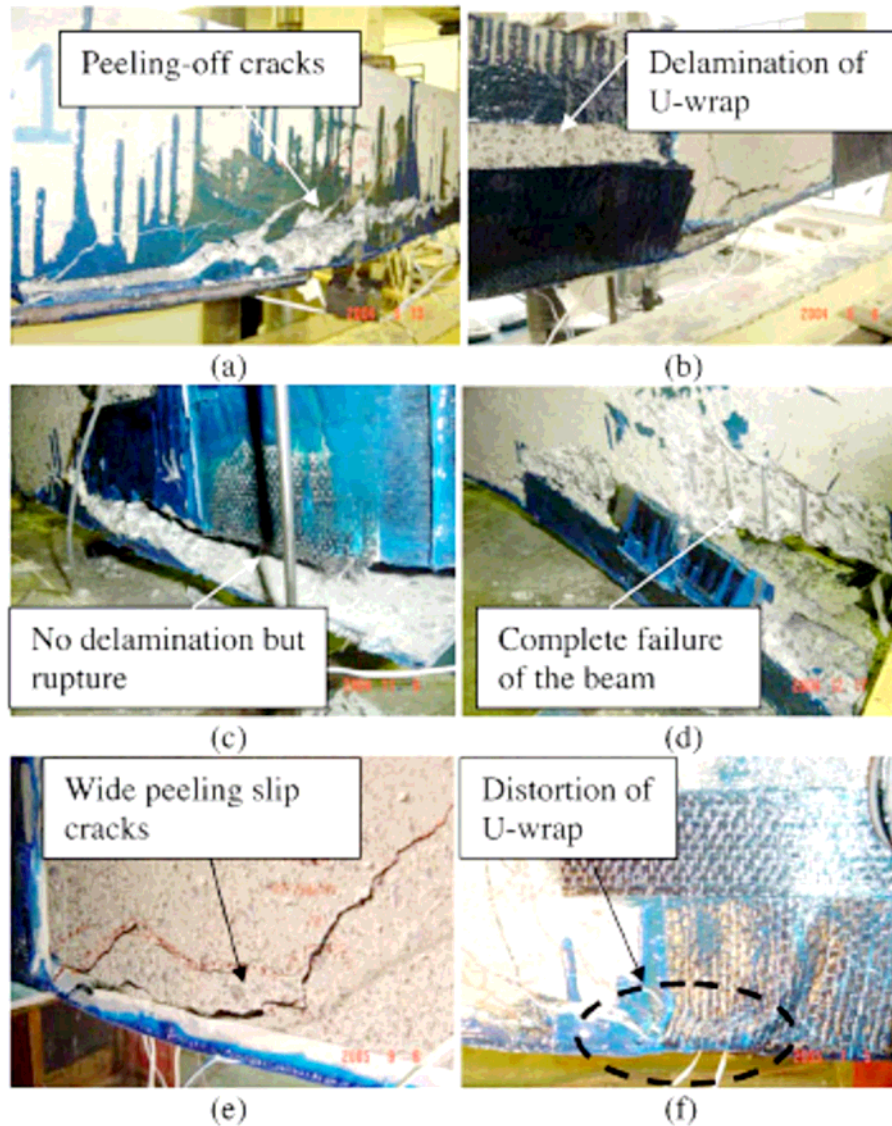 Peeling-off cracks
1
Delamination of
U-wrap
(a)
(b)
No delamination but
rupture
Complete failure
of the beam
(c)
(d)
Wide peeling slip
cracks
Distortion of
U-wrap
(e)
(f)